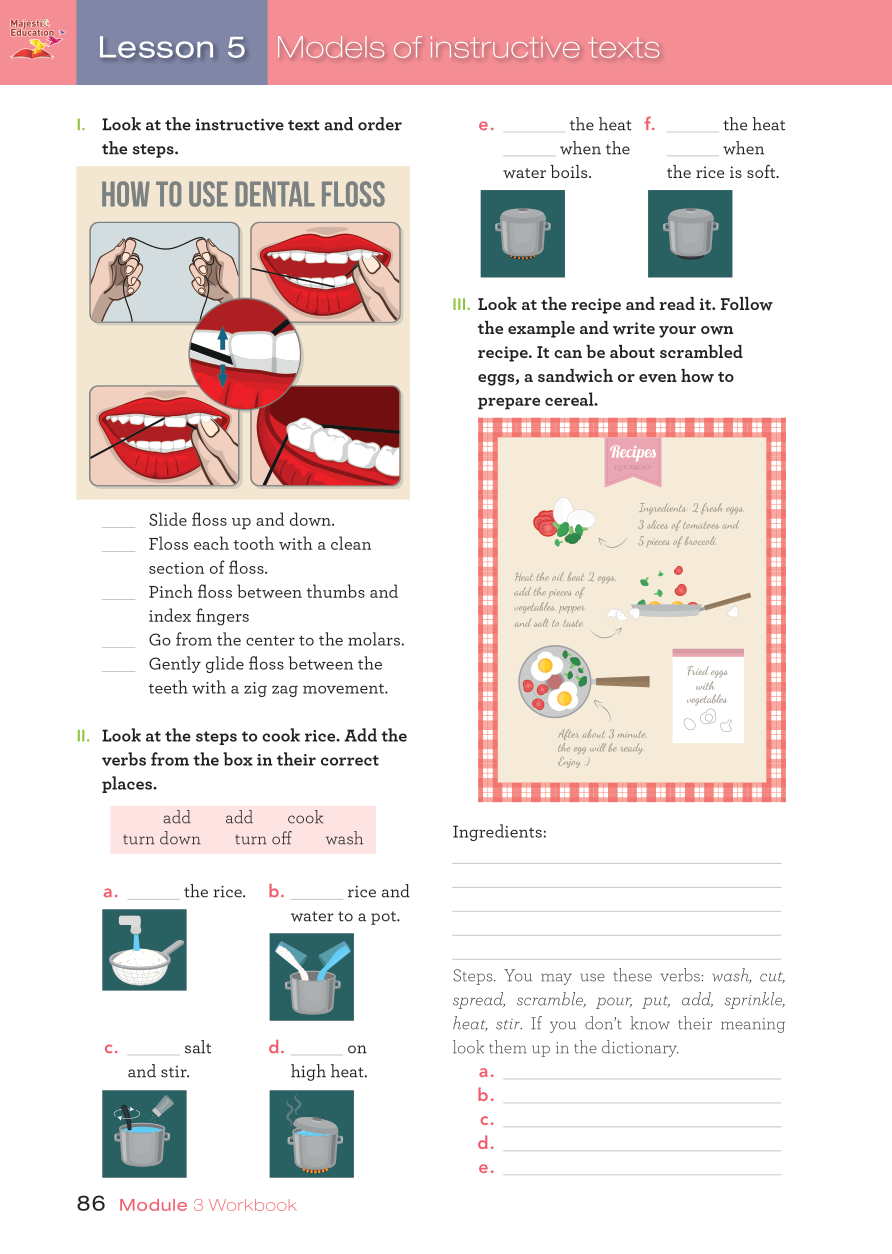 Majestic
Education
Lesson 5
Models of instructive texts
I. Look at the instructive text and order
the steps.
HOW TO USE DENTAL FLOSS
____ Slide floss up and down.
____ Floss each tooth with a clean
section of floss.
____ Pinch floss between thumbs and
index fingers
____ Go from the center to the molars.
____ Gently glide floss between the
teeth with a zig zag movement.
II. Look at the steps to cook rice. Add the
verbs from the box in their correct
places.
add add cook
turn down turn off wash
a. ______ the rice.
b. ______ rice and
water to a pot.
c. ______ salt
and stir.
d. ______ on
high heat.
e. _______ the heat
______ when the
water boils.
f. ______ the heat
______ when
the rice is soft.
III. Look at the recipe and read it. Follow
the example and write your own
recipe. It can be about scrambled
eggs, a sandwich or even how to
prepare cereal.
Recipes
Ingredients: 2 fresh eggs,
3 slices of tomatoes and
5 pieces of broccoli.
Heat the oil, beat 2 eggs,
add the pieces of
vegetables, pepper
and salt to taste.
Fried eggs
with
vegetables
After about 3 minute,
the egg will be ready.
Enjoy :)
Ingredients:
Steps. You may use these verbs: wash, cut,
spread, scramble, pour, put, add, sprinkle,
heat, stir. If you don't know their meaning
look them up in the dictionary.
a.
b.
c.
d.
e.
86 Module 3 Workbook